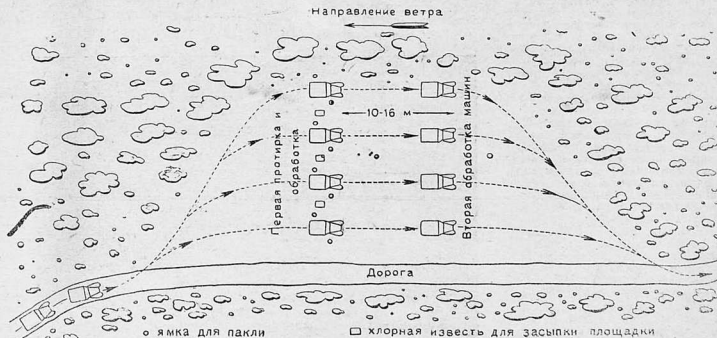 Направление ветра
10-16 м
Первая протирка и
обработка
Вторая обработка машин
Дорога
ямка для пакли
хлорная известь для засыпки площадки